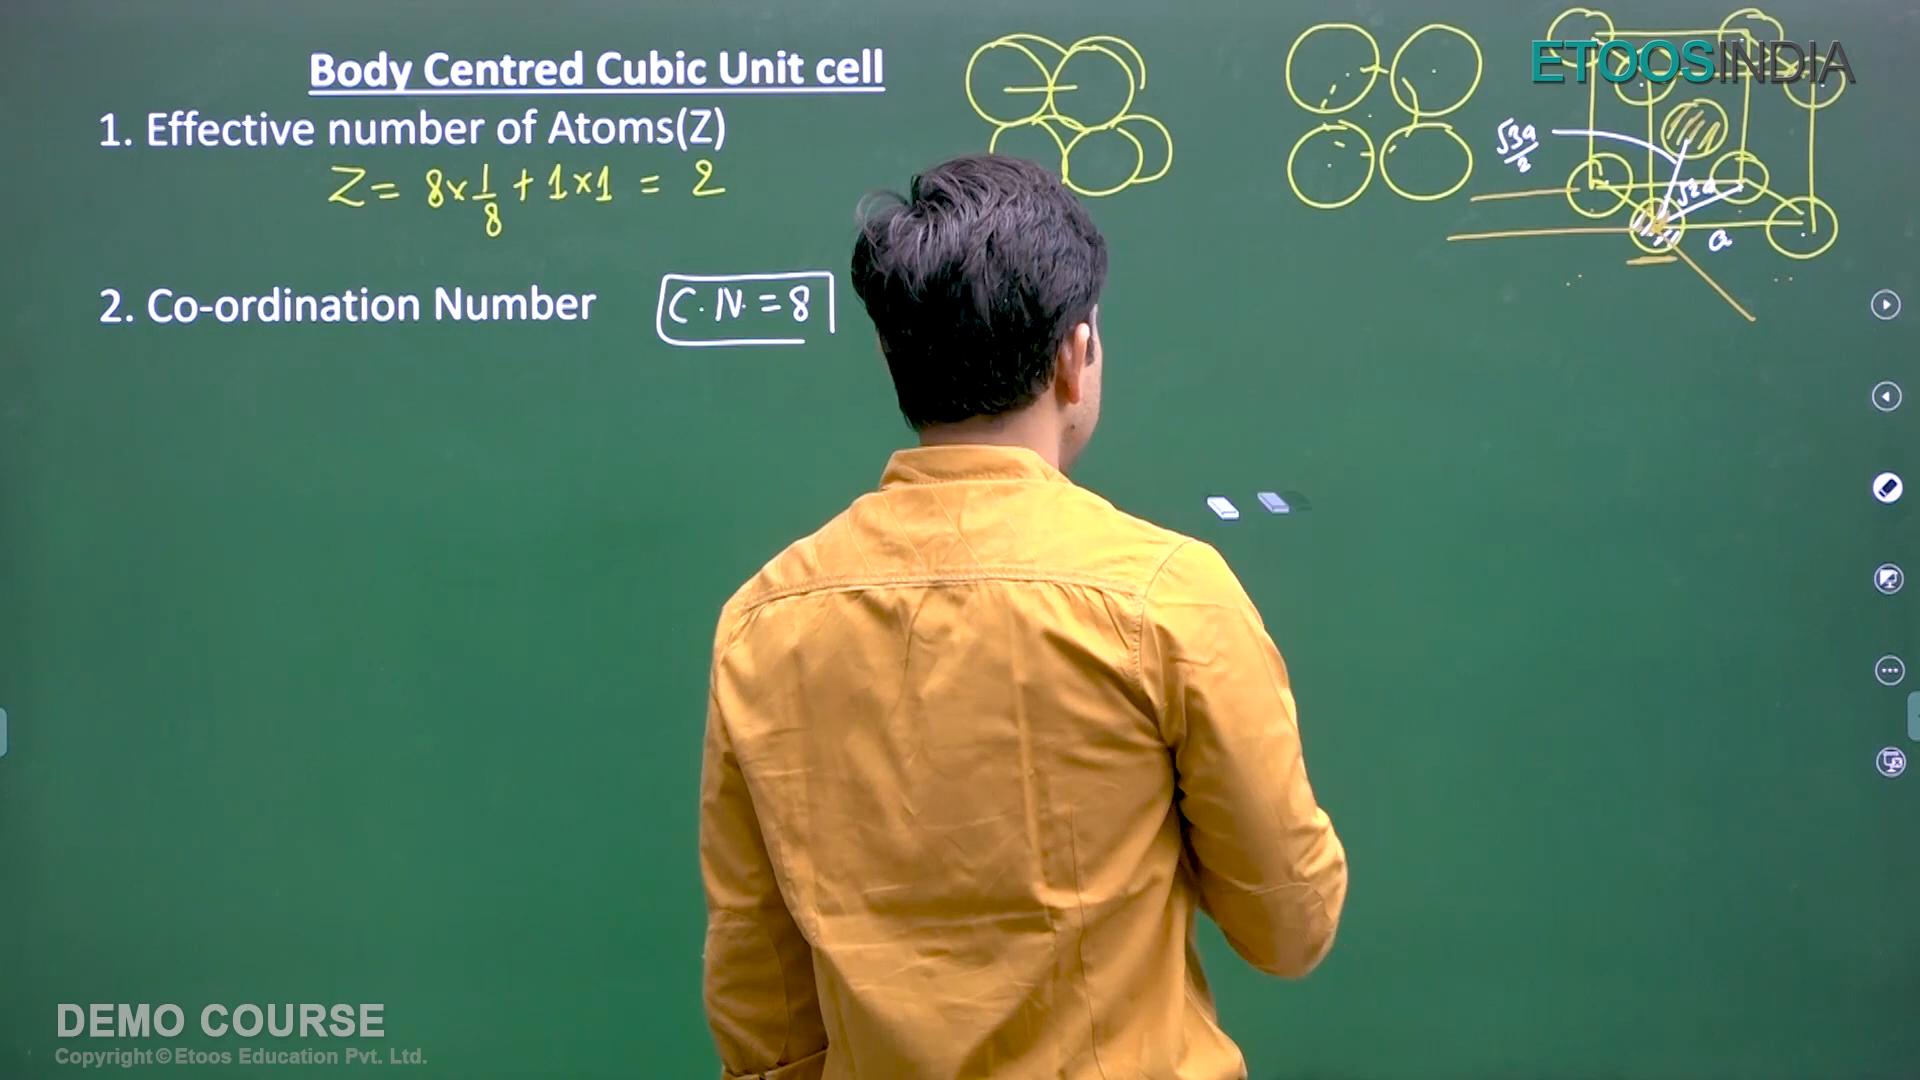 Body Centred Cubic Unit cell
1. Effective number of Atoms(Z)
Z = 8 × 1/8 + 1 × 1 = 2
2. Co-ordination Number
C.N. = 8
ETOOSINDIA
√3a/2
√2a
a
DEMO COURSE
Copyright © Etoos Education Pvt. Ltd.